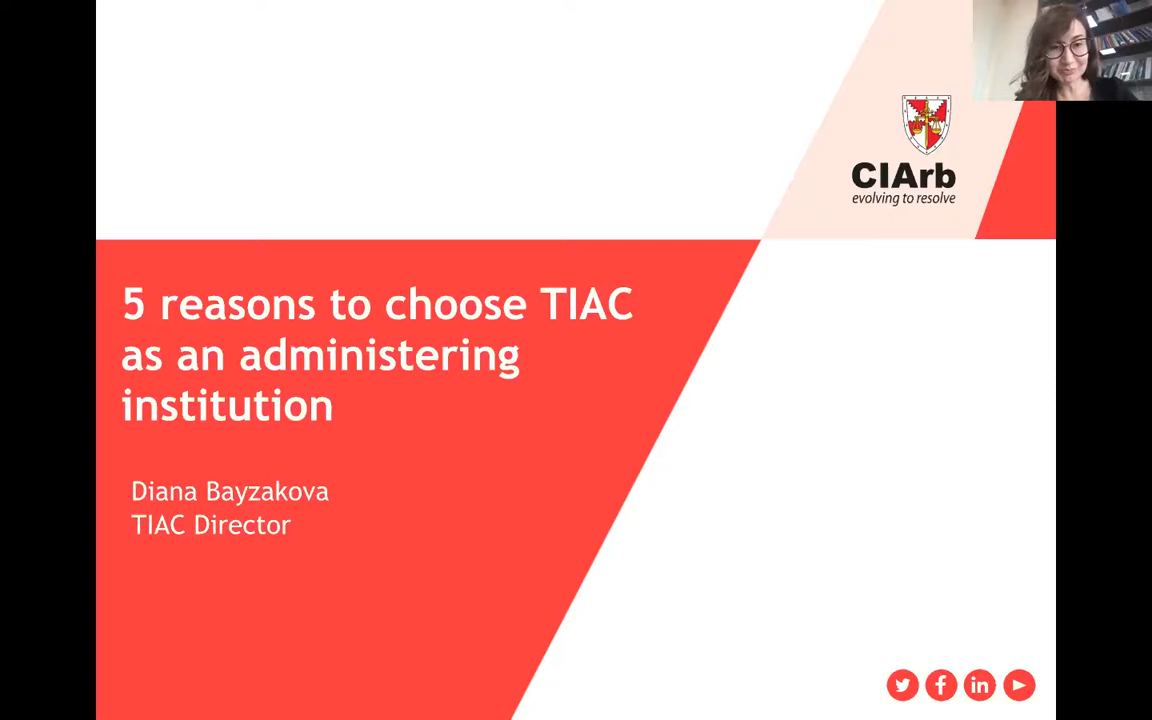 CIArb
evolving to resolve
5 reasons to choose TIAC
as an administering
institution
Diana Bayzakova
TIAC Director